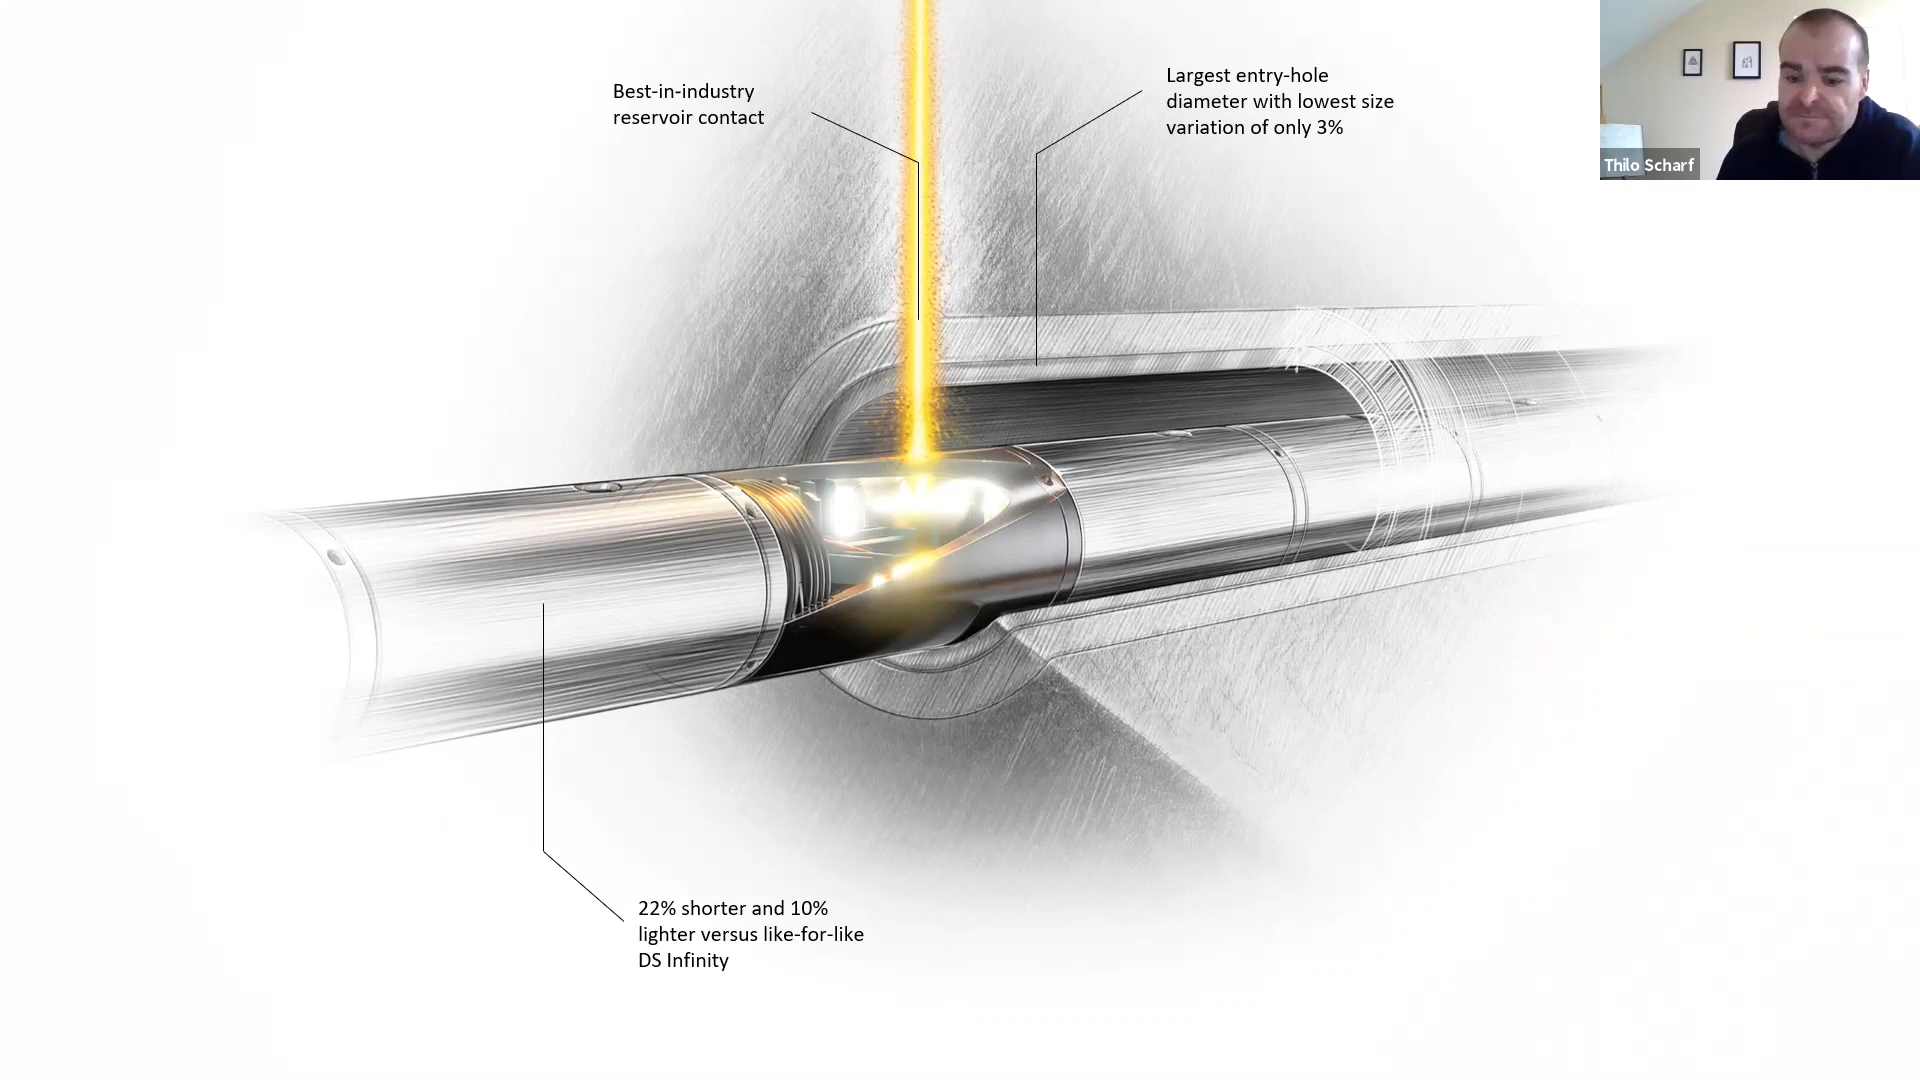 Best-in-industry
reservoir contact
Largest entry-hole
diameter with lowest size
variation of only 3%
Thilo Scharf
22% shorter and 10%
lighter versus like-for-like
DS Infinity